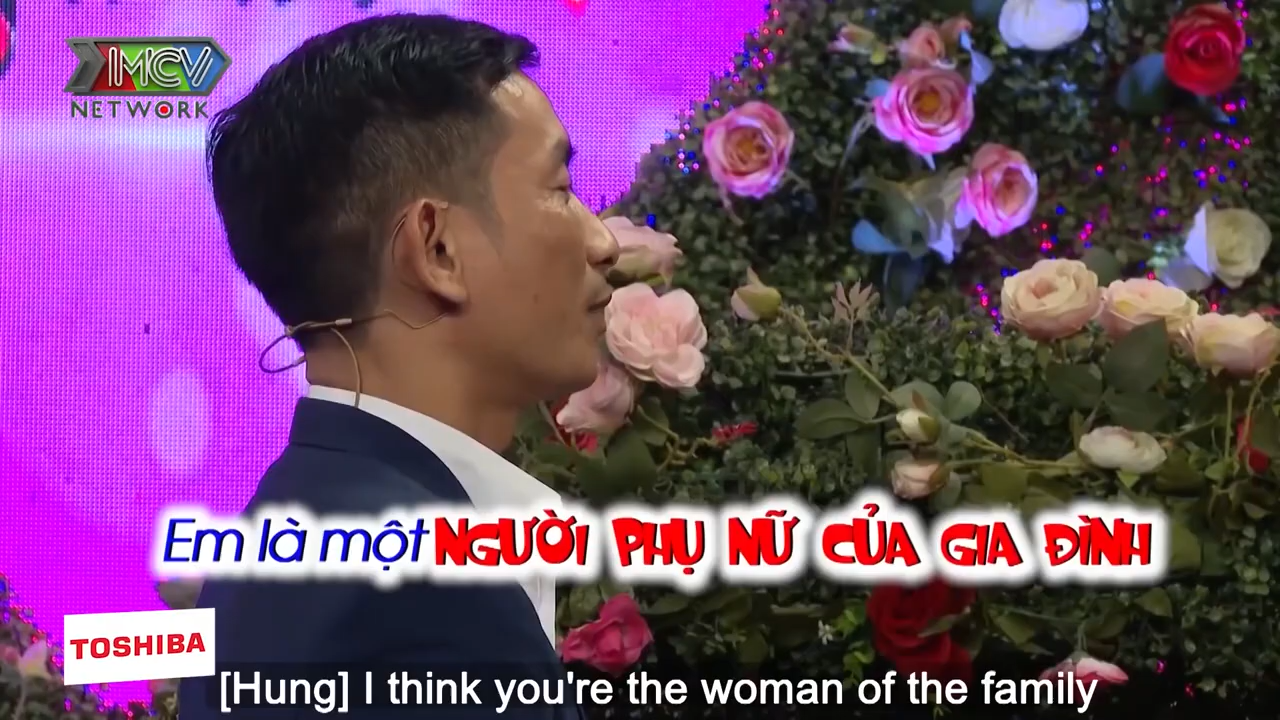 MCV
NETWORK
Em là một NGƯỜI PHỤ NỮ CỦA GIA ĐÌNH
TOSHIBA
[Hung] I think you're the woman of the family